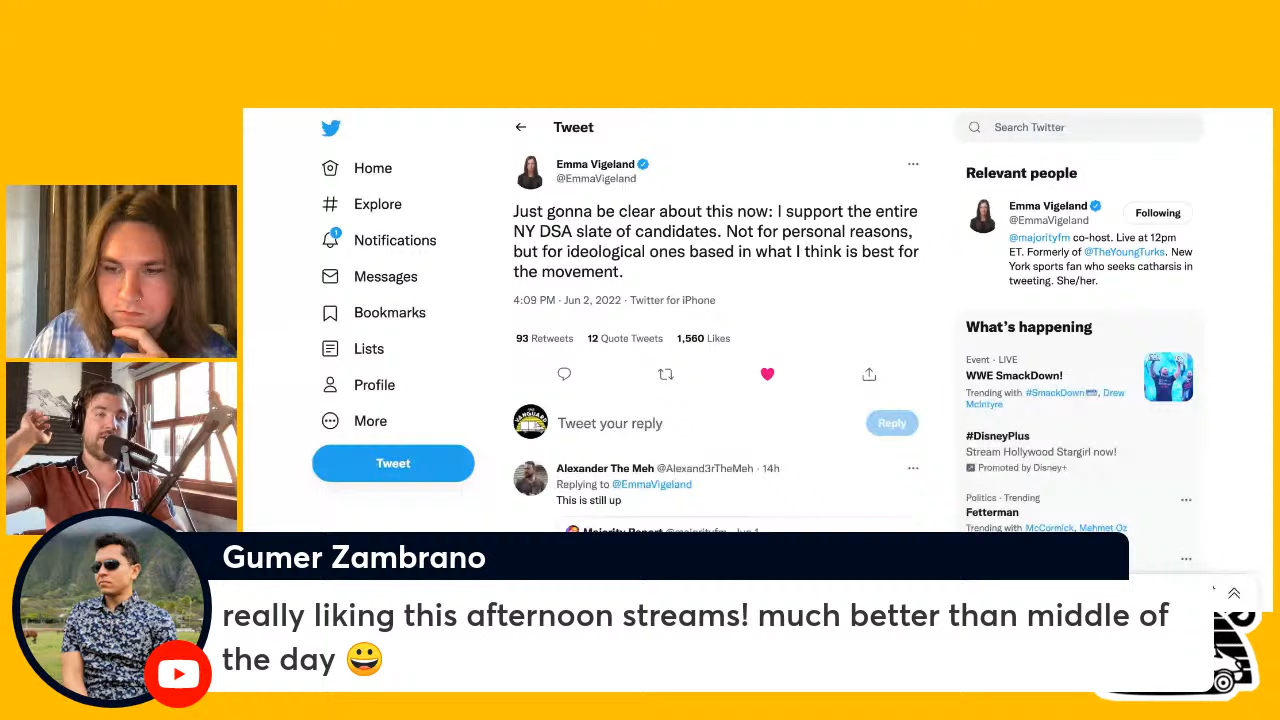 Home
Explore
1
Notifications
Messages
Bookmarks
Lists
Profile
More
Tweet
Tweet
Emma Vigeland
@EmmaVigeland
Just gonna be clear about this now: I support the entire
NY DSA slate of candidates. Not for personal reasons,
but for ideological ones based in what I think is best for
the movement.
4:09 PM · Jun 2, 2022 · Twitter for iPhone
93 Retweets 12 Quote Tweets 1,560 Likes
VANGUARD
Tweet your reply
Reply
Alexander The Meh @Alexand3rTheMeh · 14h
Replying to @EmmaVigeland
This is still up
Majority Report @majorityfm · Jun 1
Search Twitter
Relevant people
Emma Vigeland
@EmmaVigeland
Following
@majorityfm co-host. Live at 12pm
ET. Formerly of @TheYoungTurks. New
York sports fan who seeks catharsis in
tweeting. She/her.
What's happening
Event · LIVE
WWE SmackDown!
Trending with #SmackDown, Drew
McIntyre
#DisneyPlus
Stream Hollywood Stargirl now!
Promoted by Disney+
Politics · Trending
Fetterman
Trending with McCormick, Mehmet Oz
Gumer Zambrano
really liking this afternoon streams! much better than middle of
the day 😀